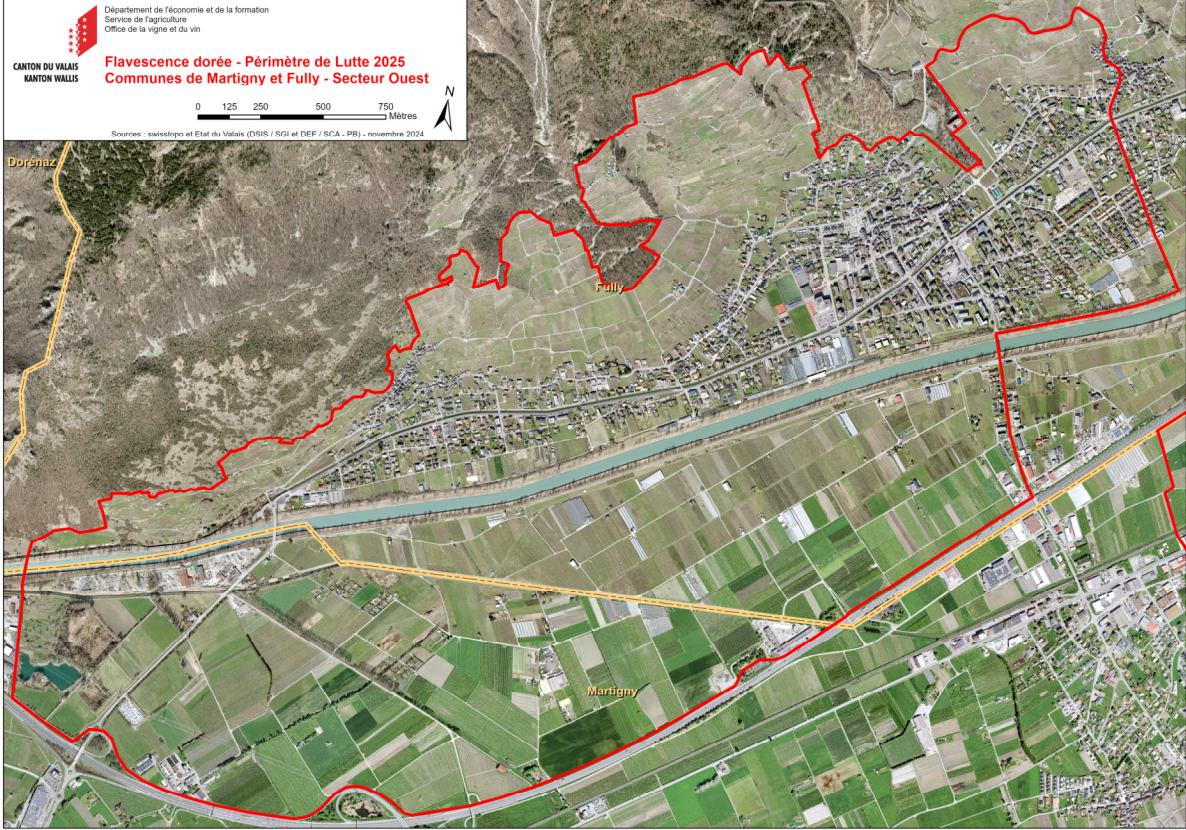 Département de l'économie et de la formation
Service de l'agriculture
Office de la vigne et du vin
CANTON DU VALAIS
KANTON WALLIS
Flavescence dorée - Périmètre de Lutte 2025
Communes de Martigny et Fully - Secteur Ouest
0 125 250 500 750
Mètres
N
Sources : swisstopo et Etat du Valais (DSIS / SGI et DEF / SCA - PB) - novembre 2024
Dorénaz
Fully
Martigny